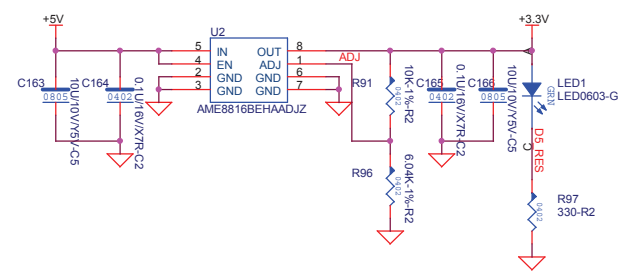 +5V
+3.3V
U2
5 IN OUT 8
4 EN ADJ 1
2 GND GND 6
3 GND GND 7
AME8816BEHAADJZ
ADJ
C163
0805
10U/10V/Y5V-C5
C164
0402
0.1U/16V/X7R-C2
R91
0402
10K-1%-R2
C165
0402
0.1U/16V/X7R-C2
C166
0805
10U/10V/Y5V-C5
LED1
LED0603-G
GRN
D5_RES
R96
0402
6.04K-1%-R2
R97
330-R2
0402